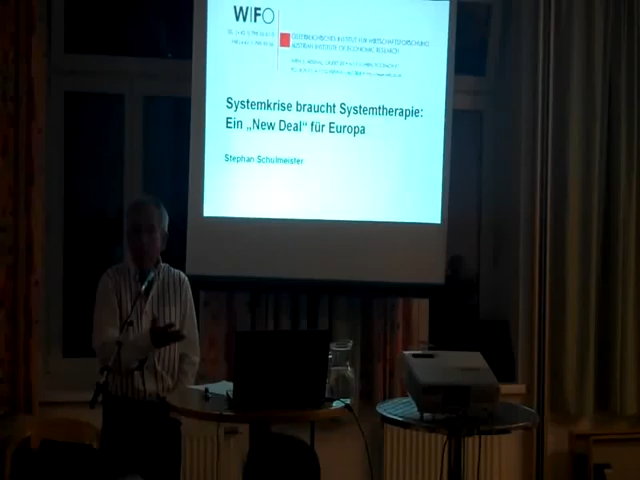 WIFO
ÖSTERREICHISCHES INSTITUT FÜR WIRTSCHAFTSFORSCHUNG
AUSTRIAN INSTITUTE OF ECONOMIC RESEARCH
Systemkrise braucht Systemtherapie:
Ein „New Deal“ für Europa
Stephan Schulmeister